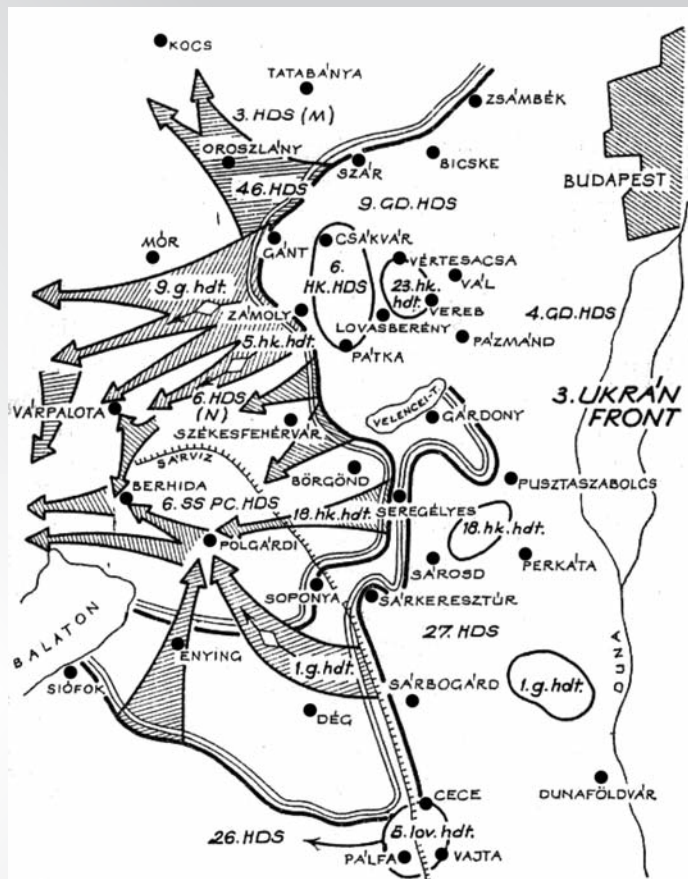 KOCS
TATABÁNYA
3. HDS (M)
ZSÁMBÉK
OROSZLÁNY
SZÁR
BICSKE
BUDAPEST
46. HDS
9. GD. HDS
MÓR
GÁNT
CSÁKVÁR
VÉRTESACSA
6.
HK. HDS
23. hk.
hdt.
VÁL
9. g. hdt.
ZÁMOLY
LOVASBERÉNY
VEREB
4. GD. HDS
5. hk. hdt.
PÁTKA
PÁZMÁND
6. HDS
(N)
VÁRPALOTA
SZÉKESFEHÉRVÁR
VELENCEI-T.
GÁRDONY
3. UKRÁN
FRONT
SÁRVÍZ
BÖRGÖND
PUSZTASZABOLCS
BERHIDA
6. SS PC. HDS
18. hk. hdt.
SEREGÉLYES
18. hk. hdt.
POLGÁRDI
SÁROSD
PERKÁTA
SOPONYA
SÁRKERESZTÚR
BALATON
ENYING
27. HDS
SIÓFOK
1. g. hdt.
SÁRBOGÁRD
1. g. hdt.
DUNA
DÉG
DUNAFÖLDVÁR
CECE
26. HDS
5. lov. hdt.
PÁLFA
VAJTA